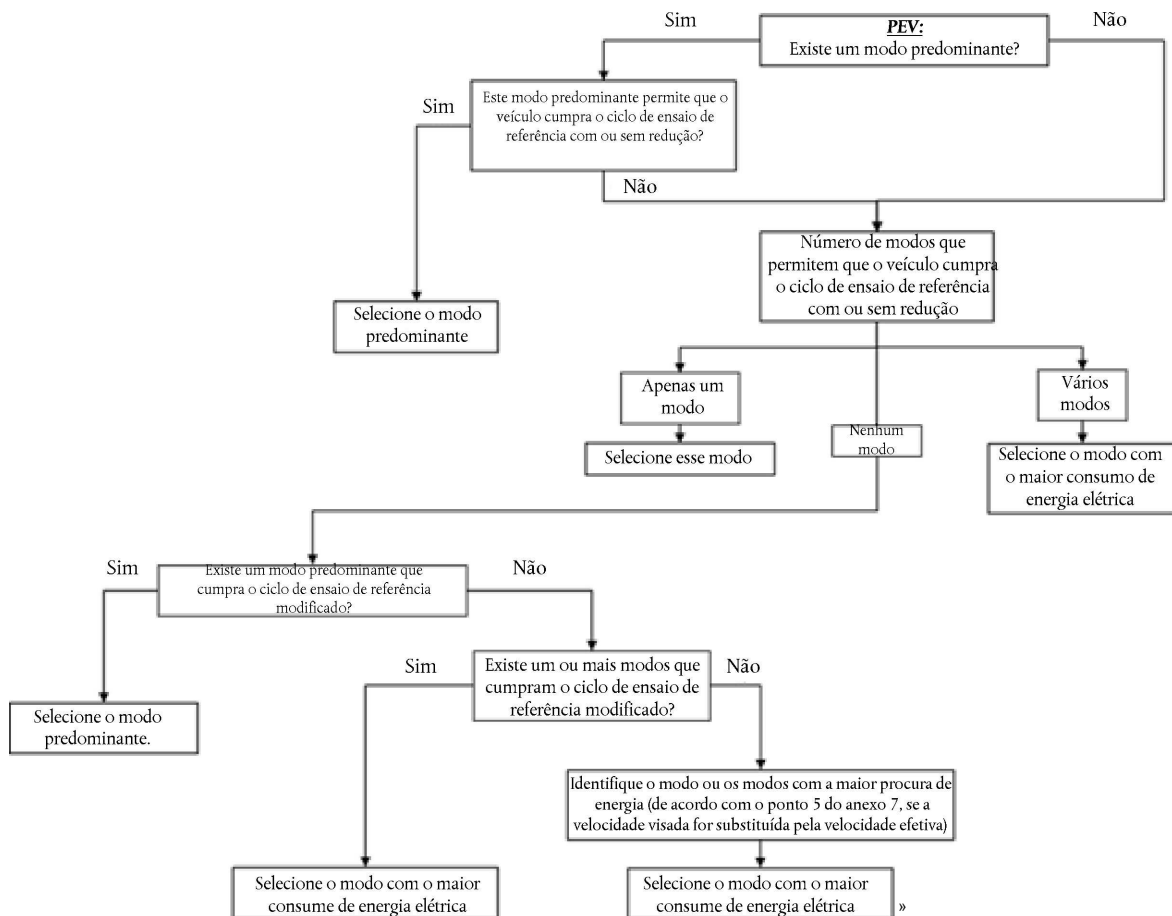 Sim
PEV:
Existe um modo predominante?
Não
Sim
Este modo predominante permite que o
veículo cumpra o ciclo de ensaio de
referência com ou sem redução?
Não
Número de modos que
permitem que o veículo cumpra
o ciclo de ensaio de referência
com ou sem redução
Selecione o modo
predominante
Apenas um
modo
Nenhum
modo
Vários
modos
Selecione esse modo
Selecione o modo com
o maior consumo de
energia elétrica
Sim
Existe um modo predominante que
cumpra o ciclo de ensaio de referência
modificado?
Não
Sim
Existe um ou mais modos que
cumpram o ciclo de ensaio de
referência modificado?
Não
Selecione o modo
predominante.
Identifique o modo ou os modos com a maior procura de
energia (de acordo com o ponto 5 do anexo 7, se a
velocidade visada for substituída pela velocidade efetiva)
Selecione o modo com o maior
consume de energia elétrica
Selecione o modo com o maior
consume de energia elétrica »